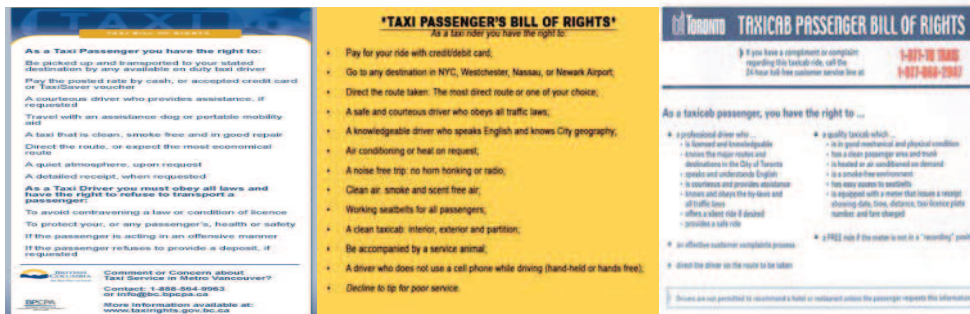 TAXI
TAXI BILL OF RIGHTS
As a Taxi Passenger you have the right to:
Be picked up and transported to your stated
destination by any available on duty taxi driver
Pay the posted rate by cash, or accepted credit card
or TaxiSaver voucher
A courteous driver who provides assistance, if
requested
Travel with an assistance dog or portable mobility
aid
A taxi that is clean, smoke free and in good repair
Direct the route, or expect the most economical
route
A quiet atmosphere, upon request
A detailed receipt, when requested
As a Taxi Driver you must obey all laws and
have the right to refuse to transport a
passenger:
To avoid contravening a law or condition of licence
To protect your, or any passenger's, health or safety
If the passenger is acting in an offensive manner
If the passenger refuses to provide a deposit, if
requested
BRITISH
COLUMBIA
BPCPA
Comment or Concern about
Taxi Service in Metro Vancouver?
Contact: 1-888-564-9963
or info@bc.bpcpa.ca
More information available at:
www.taxirights.gov.bc.ca
*TAXI PASSENGER'S BILL OF RIGHTS*
As a taxi rider you have the right to:
• Pay for your ride with credit/debit card;
• Go to any destination in NYC, Westchester, Nassau, or Newark Airport;
• Direct the route taken: The most direct route or one of your choice;
• A safe and courteous driver who obeys all traffic laws;
• A knowledgeable driver who speaks English and knows City geography;
• Air conditioning or heat on request;
• A noise free trip: no horn honking or radio;
• Clean air: smoke and scent free air;
• Working seatbelts for all passengers;
• A clean taxicab: interior, exterior and partition;
• Be accompanied by a service animal;
• A driver who does not use a cell phone while driving (hand-held or hands free);
• Decline to tip for poor service.
TORONTO TAXICAB PASSENGER BILL OF RIGHTS
If you have a compliment or complaint
regarding this taxicab ride, call the
24-hour toll-free customer service line at:
1-877-TO TAXIS
1-877-868-2947
As a taxicab passenger, you have the right to ...
a professional driver who ...
- is licensed and knowledgeable
- knows the major routes and
destinations in the City of Toronto
- speaks and understands English
- is courteous and provides assistance
- knows and obeys the by-laws and
all traffic laws
- offers a silent ride if desired
- provides a safe ride
an effective customer complaints process
direct the driver on the route to be taken
a quality taxicab which ...
- is in good mechanical and physical condition
- has a clean passenger area and trunk
- is heated or air conditioned on demand
- is a smoke-free environment
- has easy access to seatbelts
- is equipped with a meter that issues a receipt
showing date, time, distance, taxi licence plate
number and fare charged
a FREE ride if the meter is not in a "recording"
Drivers are not permitted to recommend a hotel or restaurant unless the passenger requests this